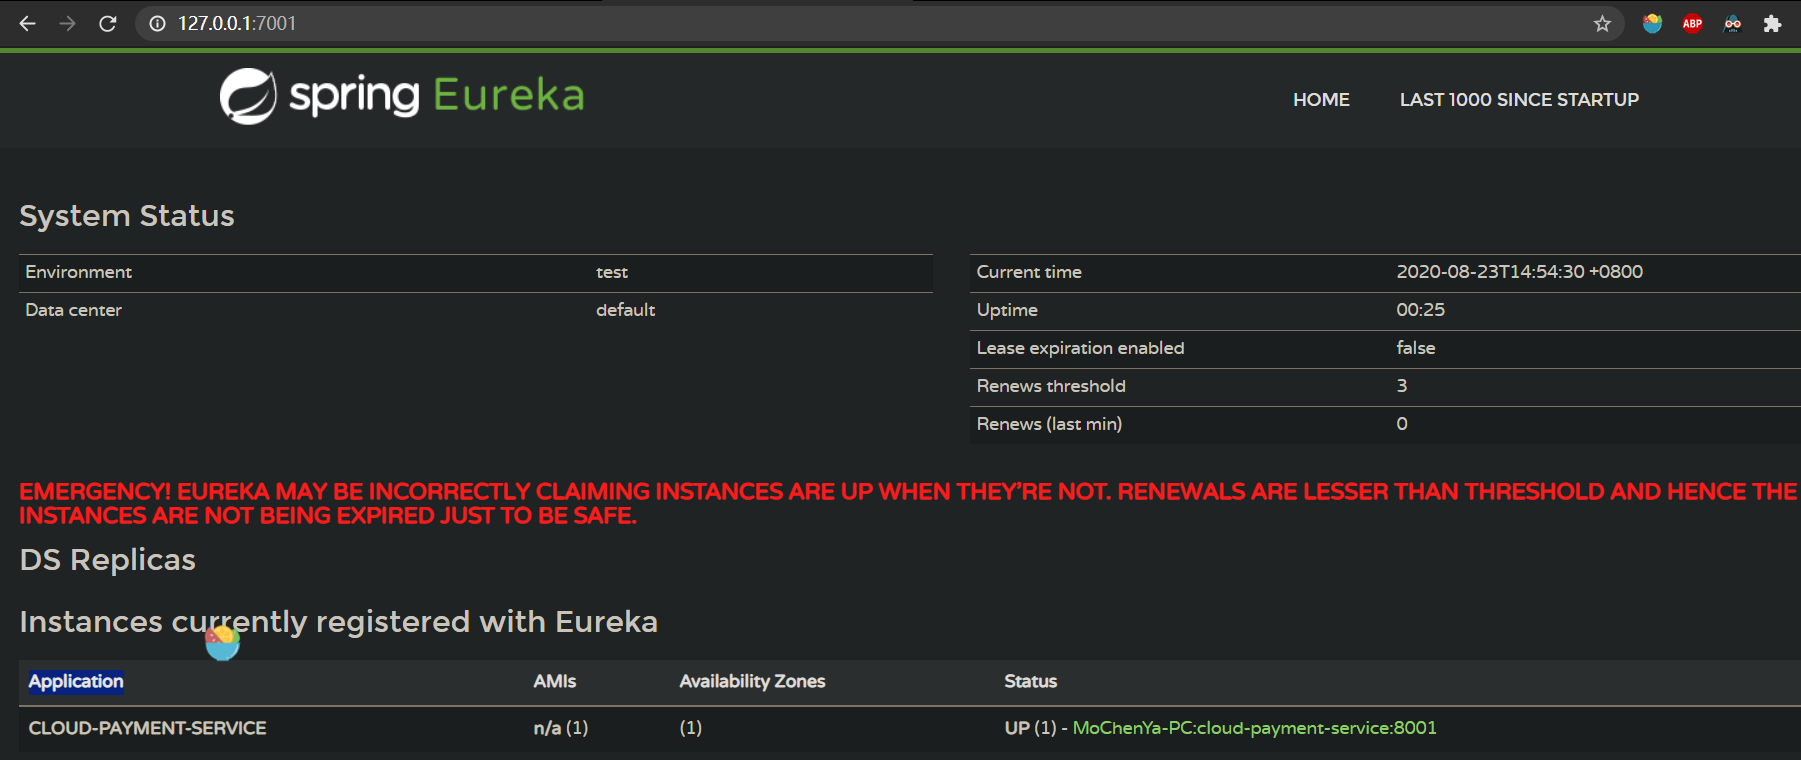 127.0.0.1:7001
ABP
spring Eureka
HOME LAST 1000 SINCE STARTUP
System Status
Environment test
Data center default
Current time 2020-08-23T14:54:30 +0800
Uptime 00:25
Lease expiration enabled false
Renews threshold 3
Renews (last min) 0
EMERGENCY! EUREKA MAY BE INCORRECTLY CLAIMING INSTANCES ARE UP WHEN THEY'RE NOT. RENEWALS ARE LESSER THAN THRESHOLD AND HENCE THE
INSTANCES ARE NOT BEING EXPIRED JUST TO BE SAFE.
DS Replicas
Instances currently registered with Eureka
Application AMIs Availability Zones Status
CLOUD-PAYMENT-SERVICE n/a (1) (1) UP (1) - MoChenYa-PC:cloud-payment-service:8001